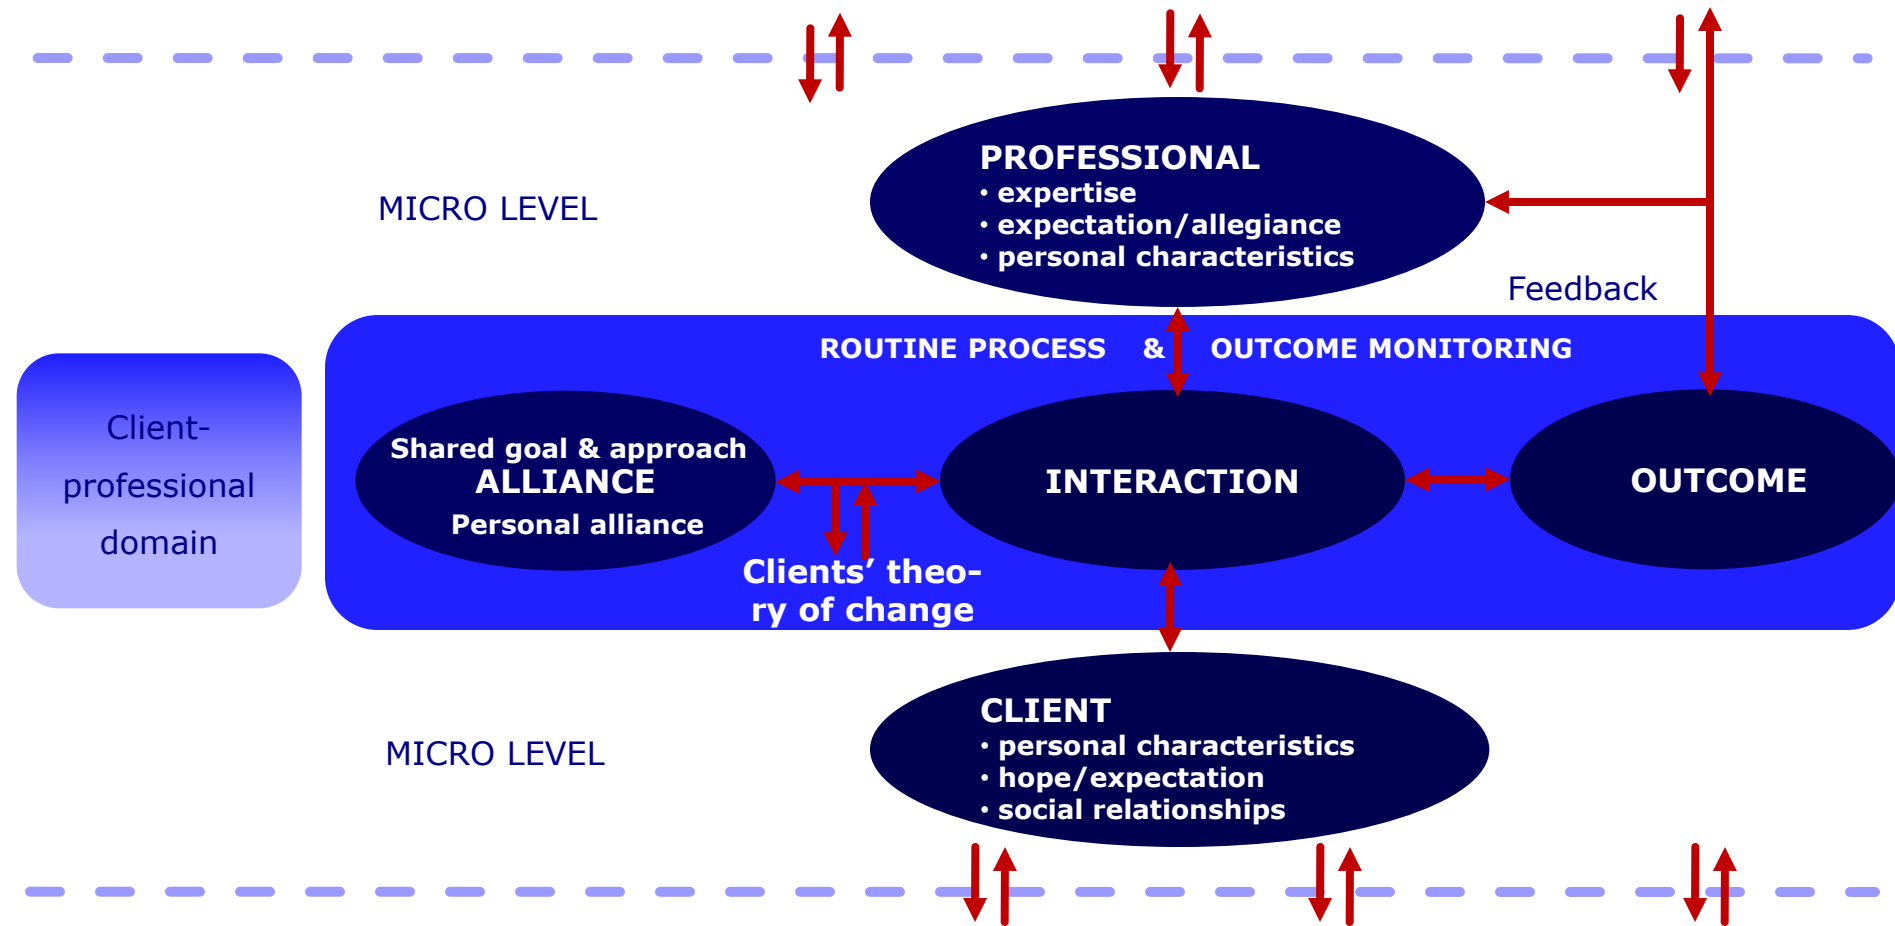 PROFESSIONAL
• expertise
• expectation/allegiance
• personal characteristics
MICRO LEVEL
Feedback
ROUTINE PROCESS & OUTCOME MONITORING
Client-
professional
domain
Shared goal & approach
ALLIANCE
Personal alliance
INTERACTION
OUTCOME
Clients’ theo-
ry of change
CLIENT
• personal characteristics
• hope/expectation
• social relationships
MICRO LEVEL